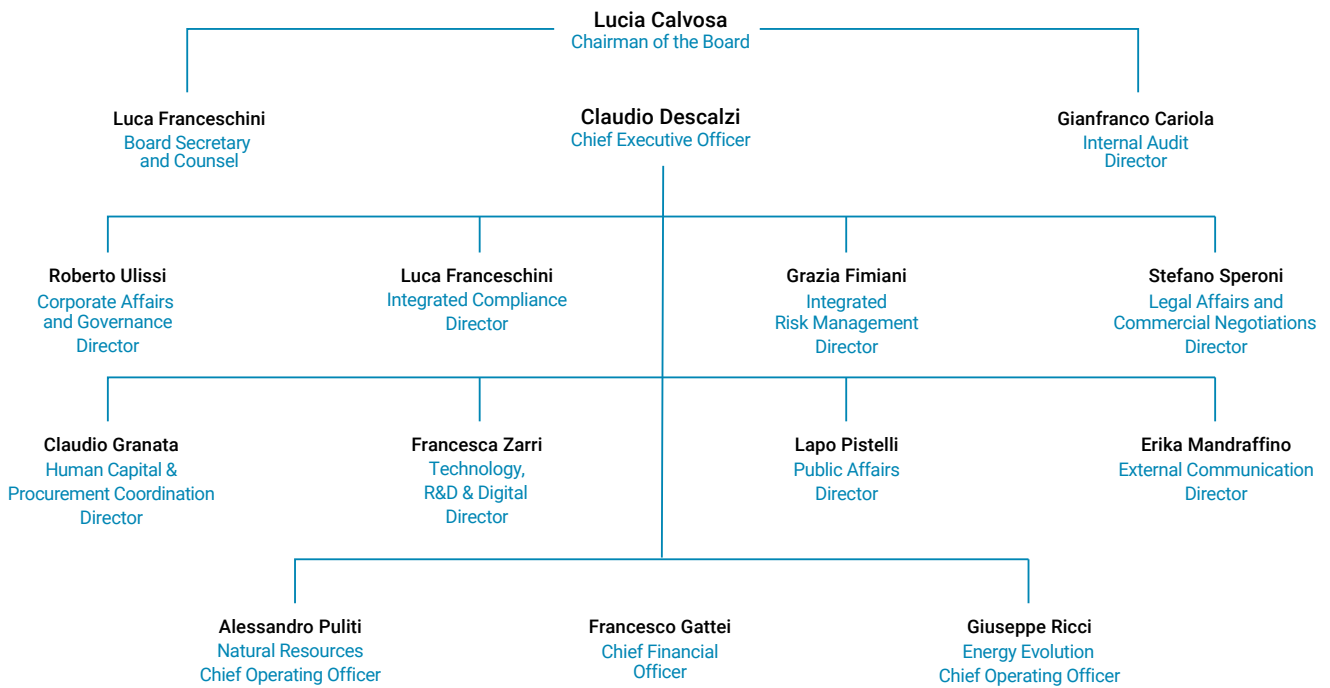 Lucia Calvosa
Chairman of the Board
Luca Franceschini
Board Secretary
and Counsel
Claudio Descalzi
Chief Executive Officer
Gianfranco Cariola
Internal Audit
Director
Roberto Ulissi
Corporate Affairs
and Governance
Director
Luca Franceschini
Integrated Compliance
Director
Grazia Fimiani
Integrated
Risk Management
Director
Stefano Speroni
Legal Affairs and
Commercial Negotiations
Director
Claudio Granata
Human Capital &
Procurement Coordination
Director
Francesca Zarri
Technology,
R&D & Digital
Director
Lapo Pistelli
Public Affairs
Director
Erika Mandraffino
External Communication
Director
Alessandro Puliti
Natural Resources
Chief Operating Officer
Francesco Gattei
Chief Financial
Officer
Giuseppe Ricci
Energy Evolution
Chief Operating Officer